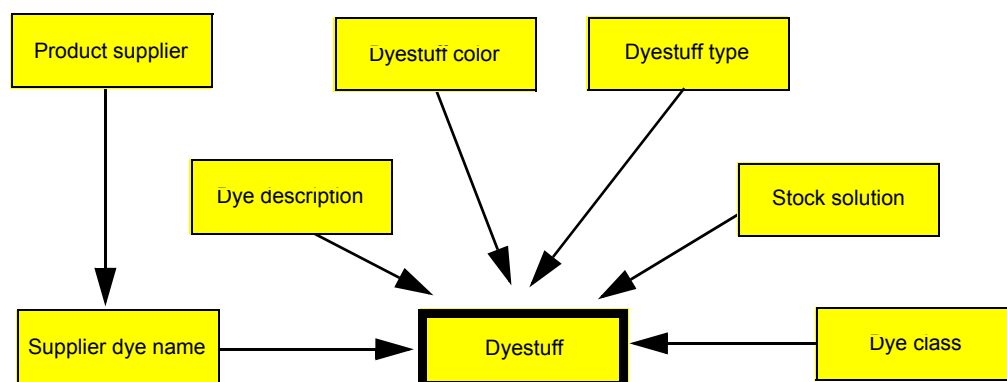 Product supplier
Dyestuff color
Dyestuff type
Dye description
Stock solution
Supplier dye name
Dyestuff
Dye class